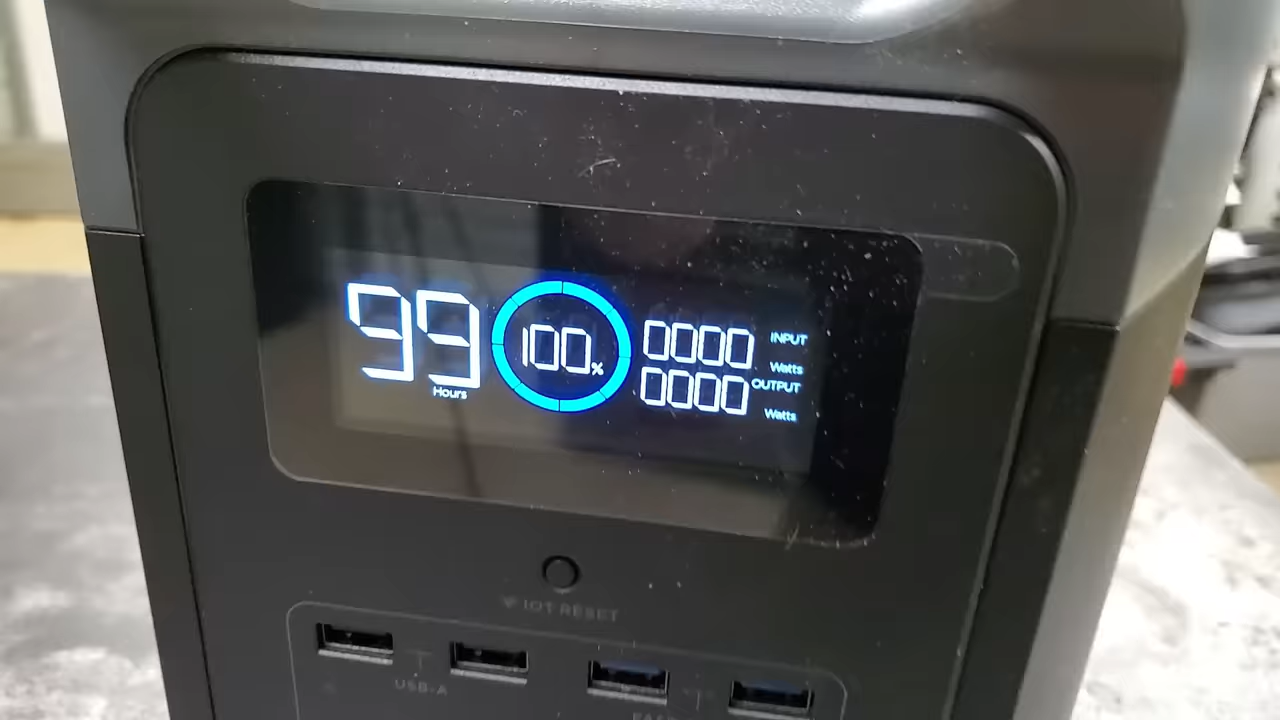 99
Hours
100%
0000 INPUT
Watts
0000 OUTPUT
Watts
IOT RESET
USB-A